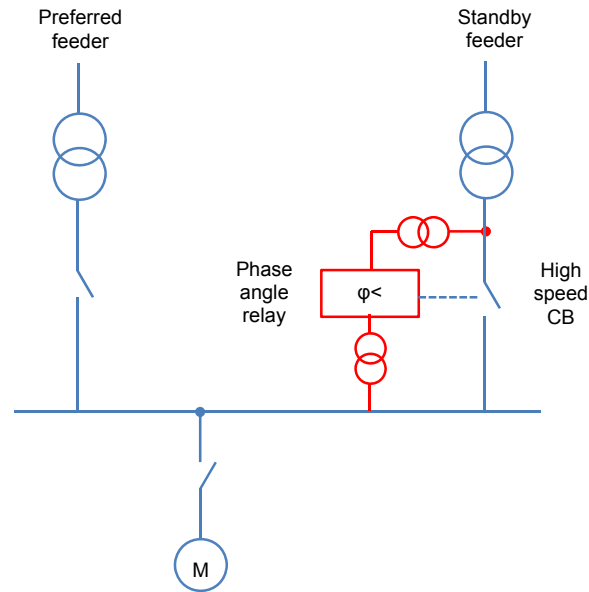 Preferred
feeder
Standby
feeder
Phase
angle
relay
φ<
High
speed
CB
M